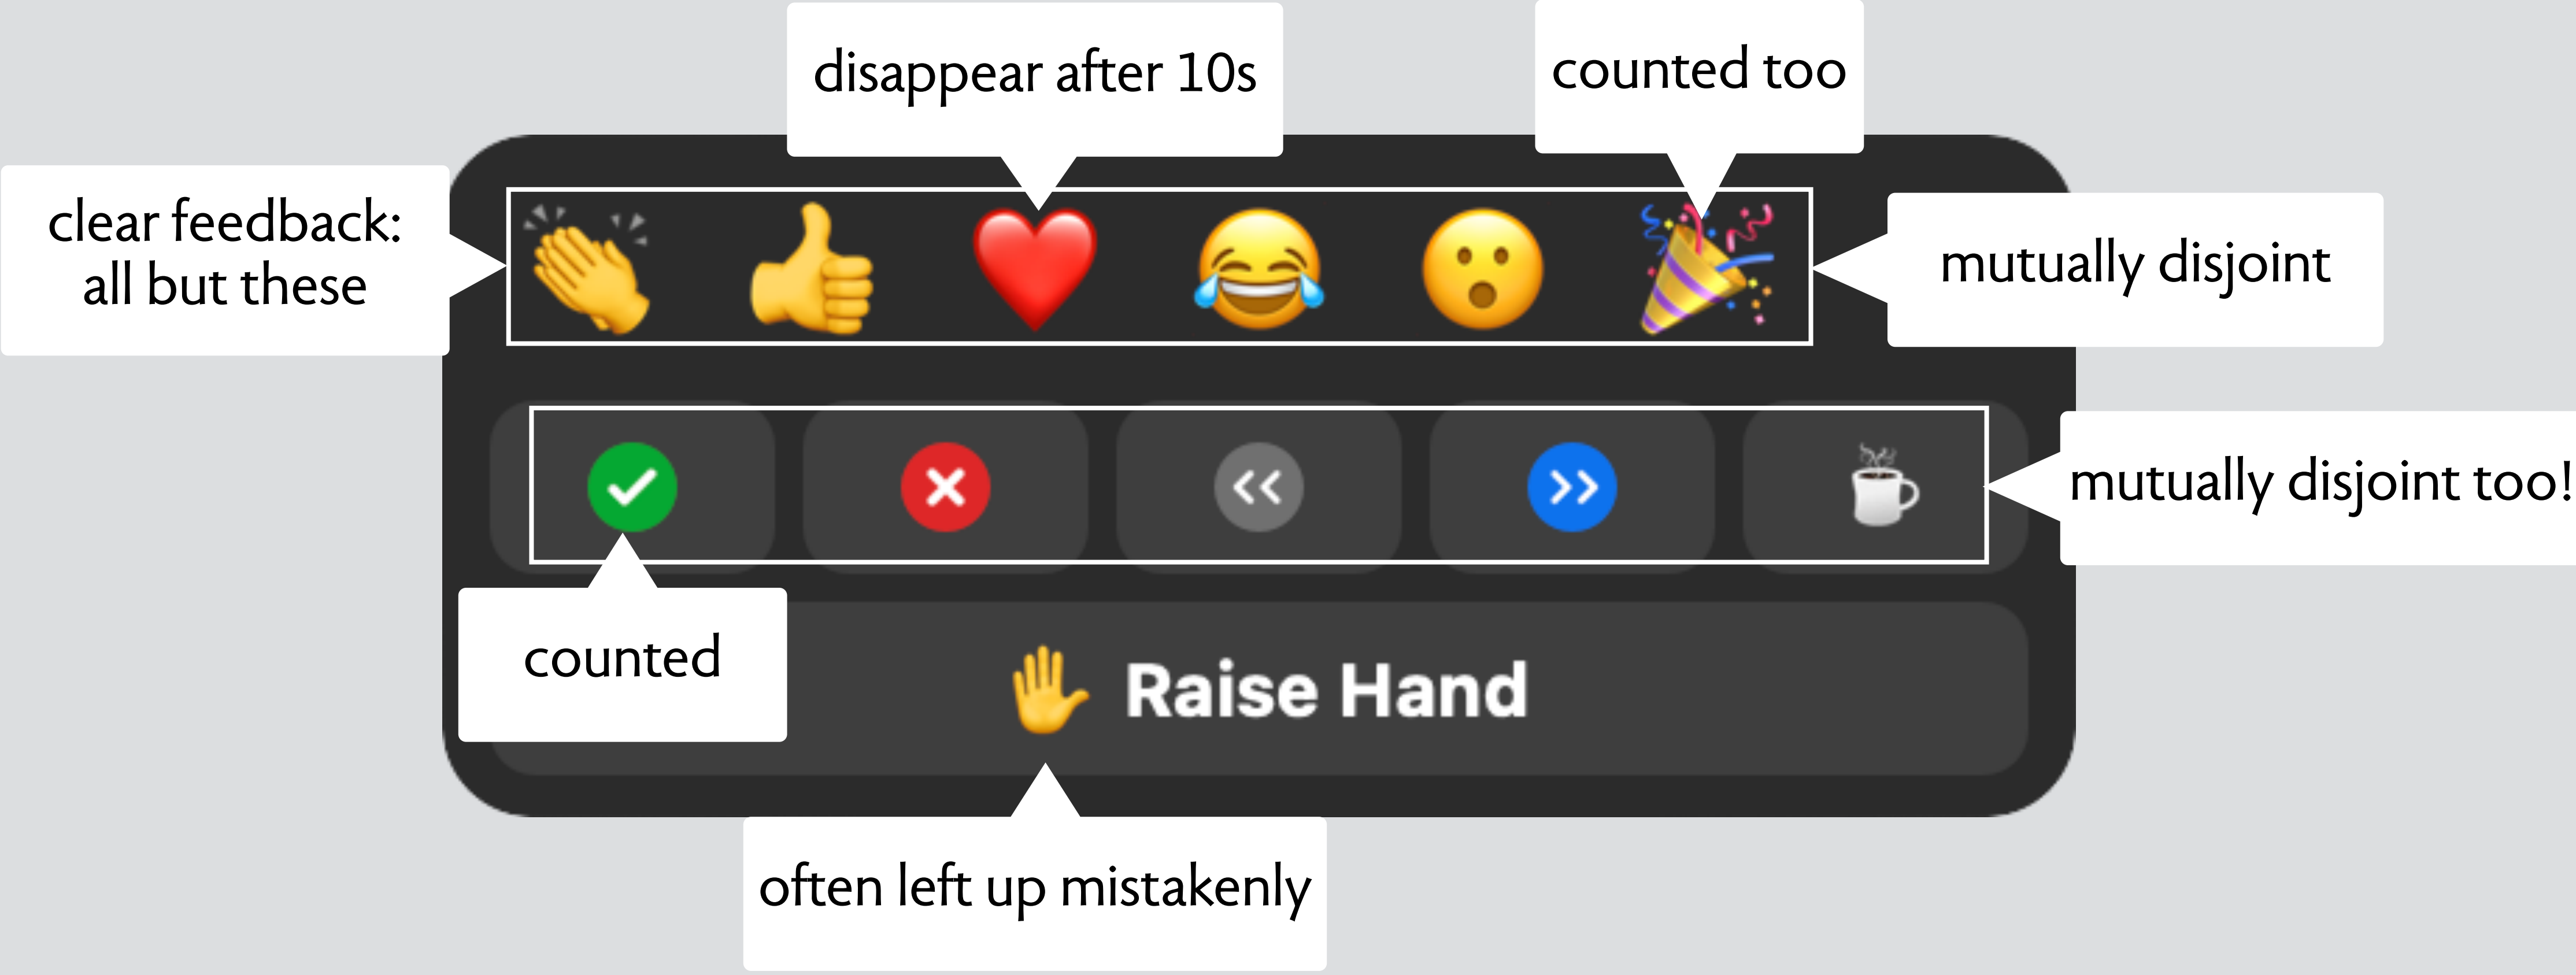 disappear after 10s
counted too
clear feedback:
all but these
mutually disjoint
mutually disjoint too!
counted
Raise Hand
often left up mistakenly